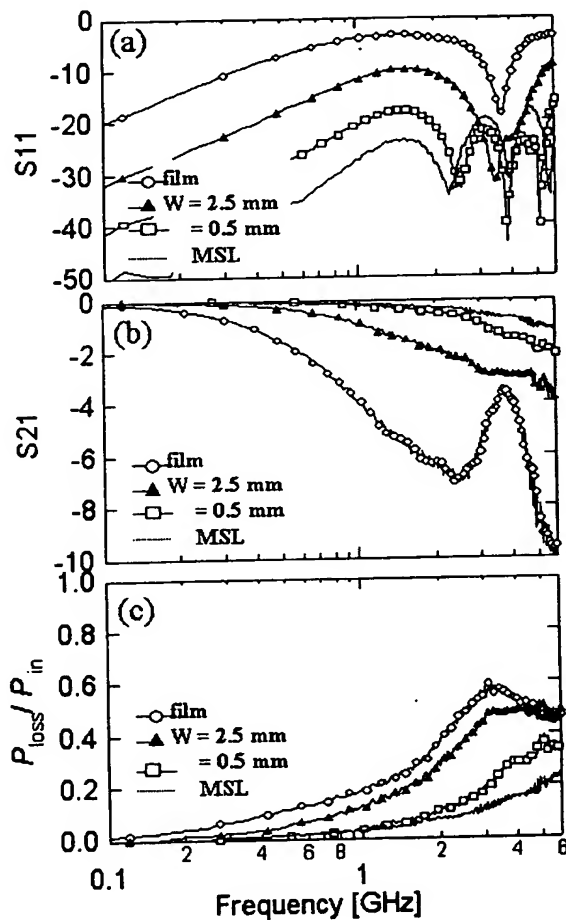 (a)
S11
0
-10
-20
-30
-40
-50
film
W = 2.5 mm
= 0.5 mm
MSL
(b)
S21
0
-2
-4
-6
-8
-10
film
W = 2.5 mm
= 0.5 mm
MSL
(c)
P_loss / P_in
1.0
0.8
0.6
0.4
0.2
0.0
film
W = 2.5 mm
= 0.5 mm
MSL
0.1 2 4 6 8 1 2 4 6
Frequency [GHz]